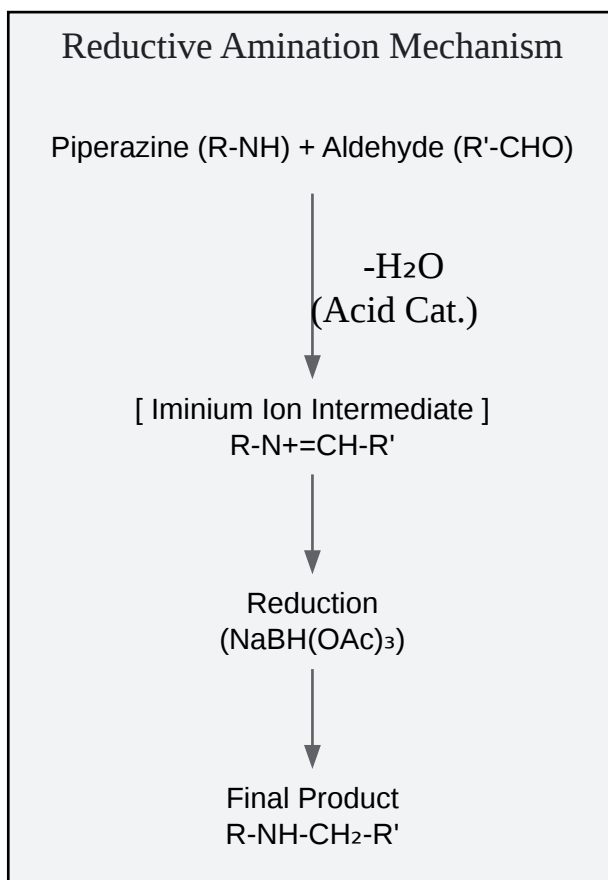 Reductive Amination Mechanism
Piperazine (R-NH) + Aldehyde (R'-CHO)
-H₂O
(Acid Cat.)
[ Iminium Ion Intermediate ]
R-N+=CH-R'
Reduction
(NaBH(OAc)₃)
Final Product
R-NH-CH₂-R'